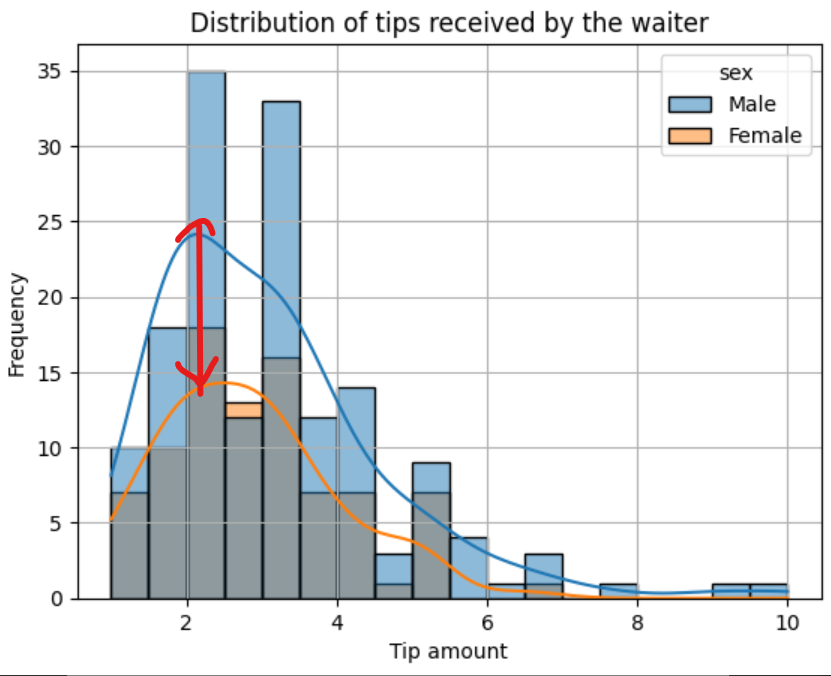 Distribution of tips received by the waiter
sex
Male
Female
35
30
25
20
15
10
5
0
Frequency
2 4 6 8 10
Tip amount